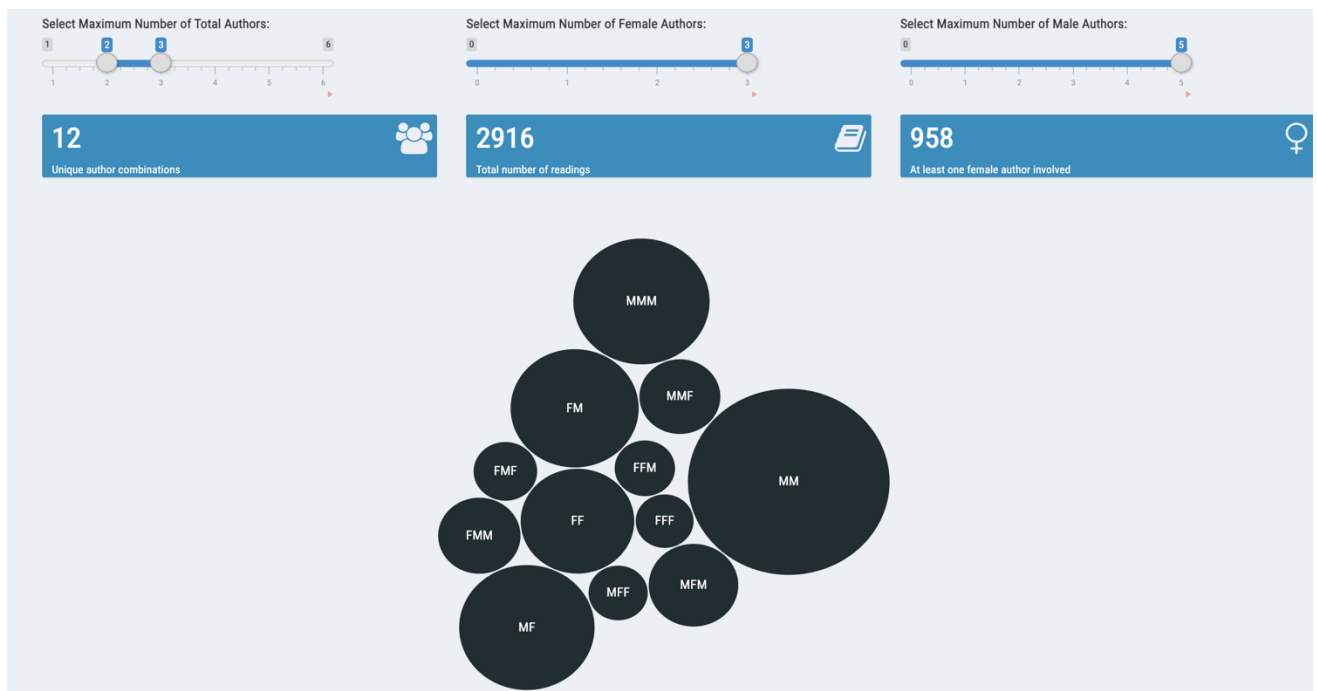 Select Maximum Number of Total Authors:
1 2 3 6
1 2 3 4 5 6
Select Maximum Number of Female Authors:
0 3
0 1 2 3
Select Maximum Number of Male Authors:
0 5
0 1 2 3 4 5
12
Unique author combinations
2916
Total number of readings
958
At least one female author involved
MMM
MMF
FM
FMF
FFM
MM
FF
FFF
FMM
MFM
MFF
MF